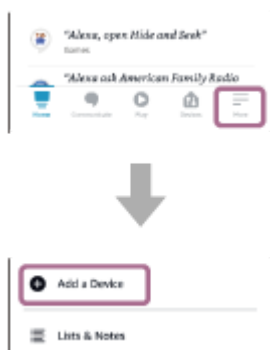 "Alexa, open Hide and Seek"
Games
"Alexa ask American Family Radio
Home
Communicate
Play
Devices
More
Add a Device
Lists & Notes